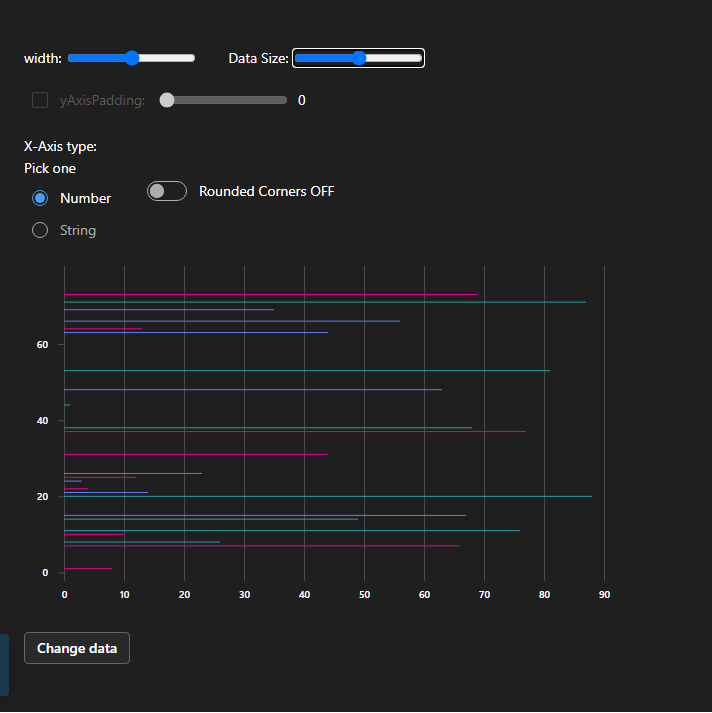 width: Data Size:
yAxisPadding: 0
X-Axis type:
Pick one
Number Rounded Corners OFF
String
60
40
20
0
0 10 20 30 40 50 60 70 80 90
Change data